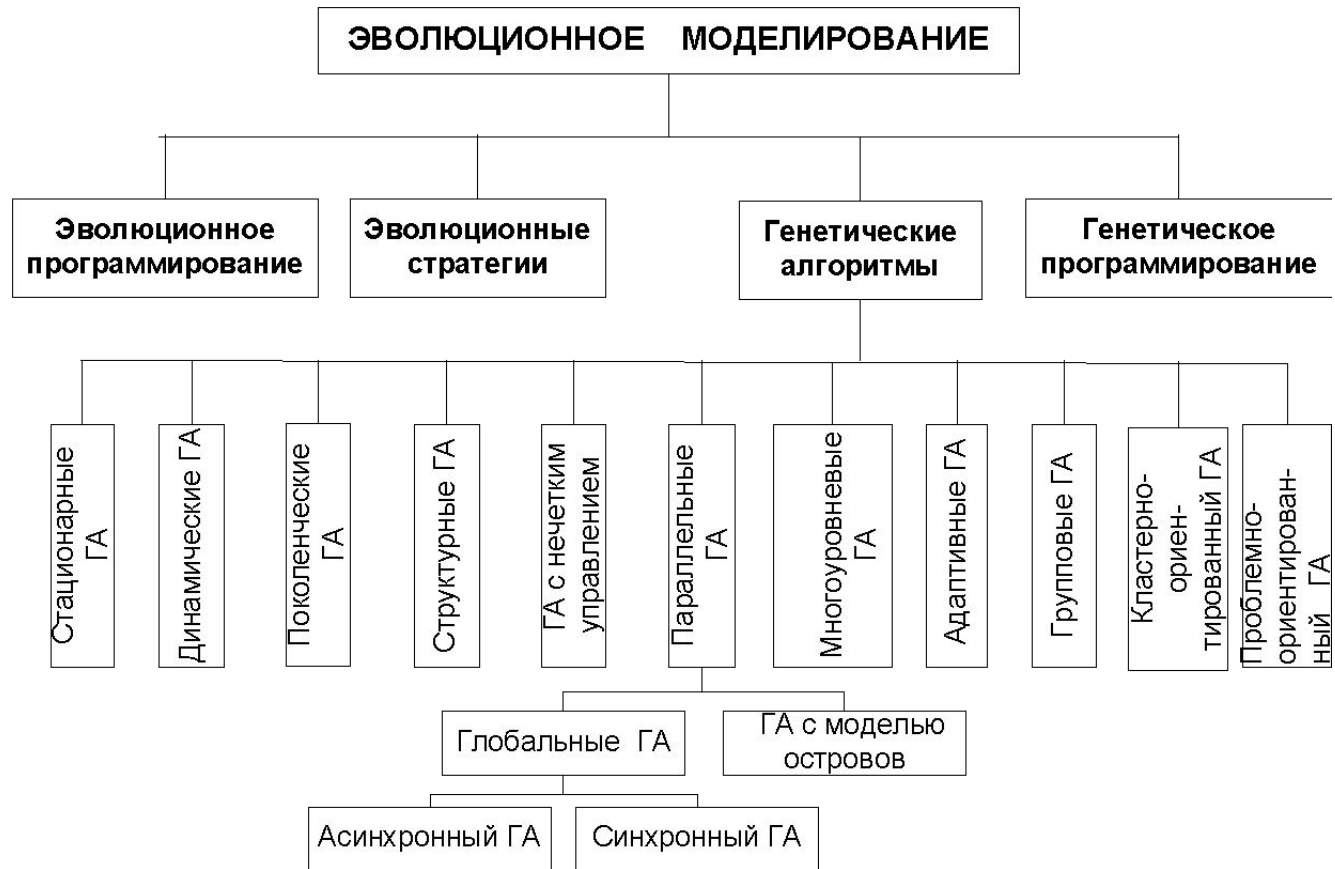 ЭВОЛЮЦИОННОЕ МОДЕЛИРОВАНИЕ
Эволюционное
программирование
Эволюционные
стратегии
Генетические
алгоритмы
Генетическое
программирование
Стационарные
ГА
Динамические ГА
Поколенческие
ГА
Структурные ГА
ГА с нечетким
управлением
Параллельные
ГА
Многоуровневые
ГА
Адаптивные ГА
Групповые ГА
Кластерно-
ориен-
тированный ГА
Проблемно-
ориентирован-
ный ГА
Глобальные ГА
ГА с моделью
островов
Асинхронный ГА
Синхронный ГА